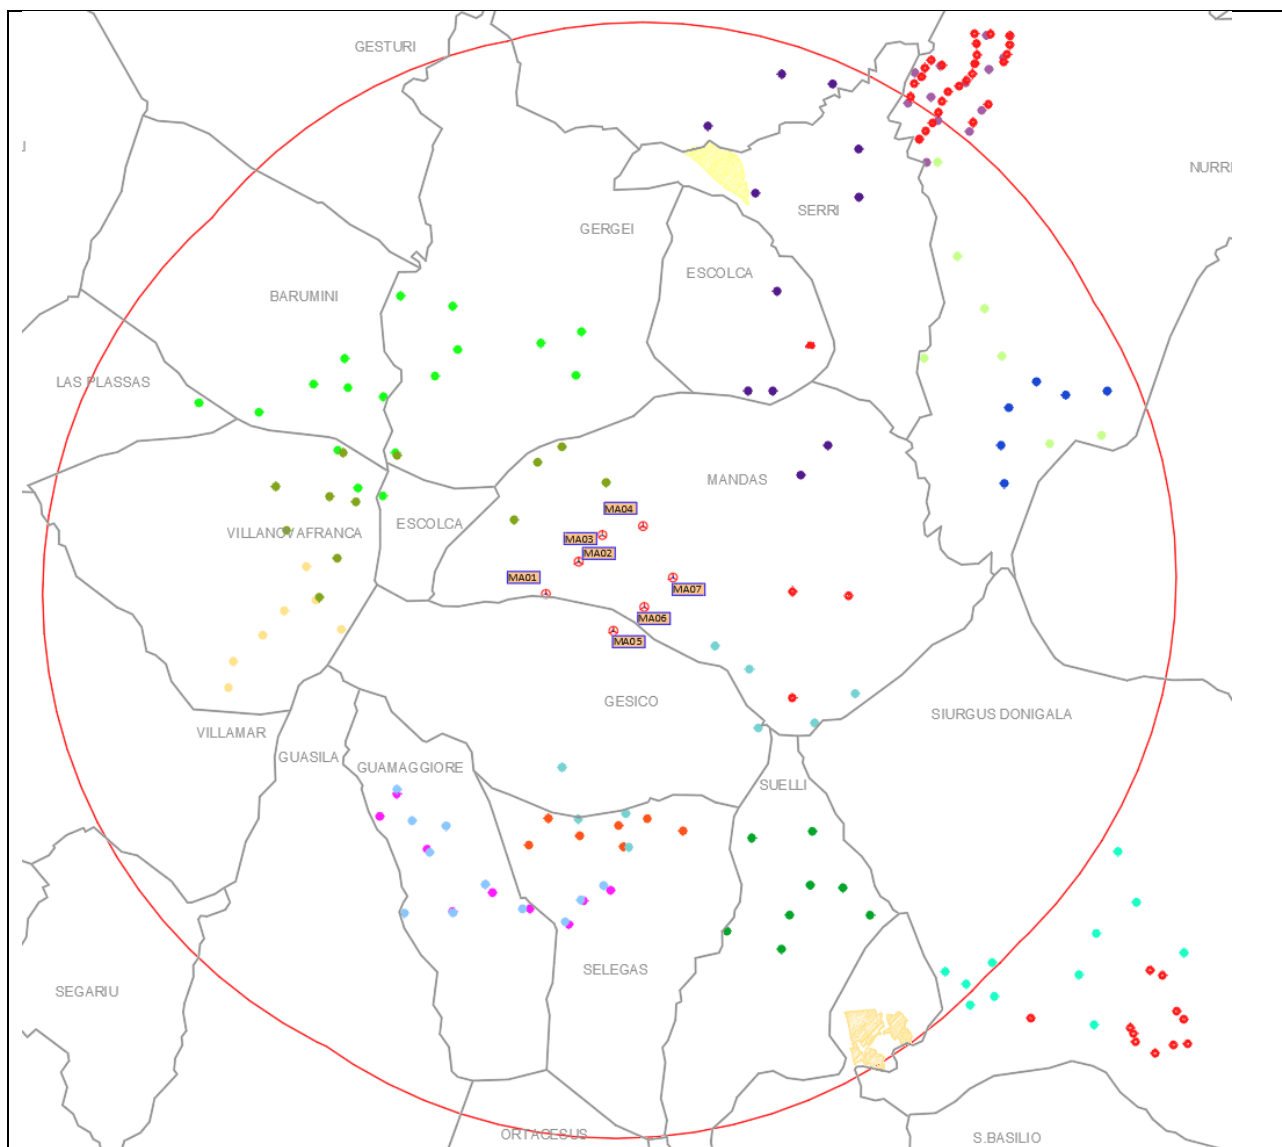 GESTURI
NURRI
SERRI
GERGEI
ESCOLCA
BARUMINI
LAS PLASSAS
MANDAS
MA04
ESCOLCA
VILLANOVAFRANCA
MA03
MA02
MA01
MA07
MA06
MA05
GESICO
SIURGUS DONIGALA
VILLAMAR
GUASILA
GUAMAGGIORE
SUELLI
SELEGAS
SEGARIU
ORTACESUS
S.BASILIO